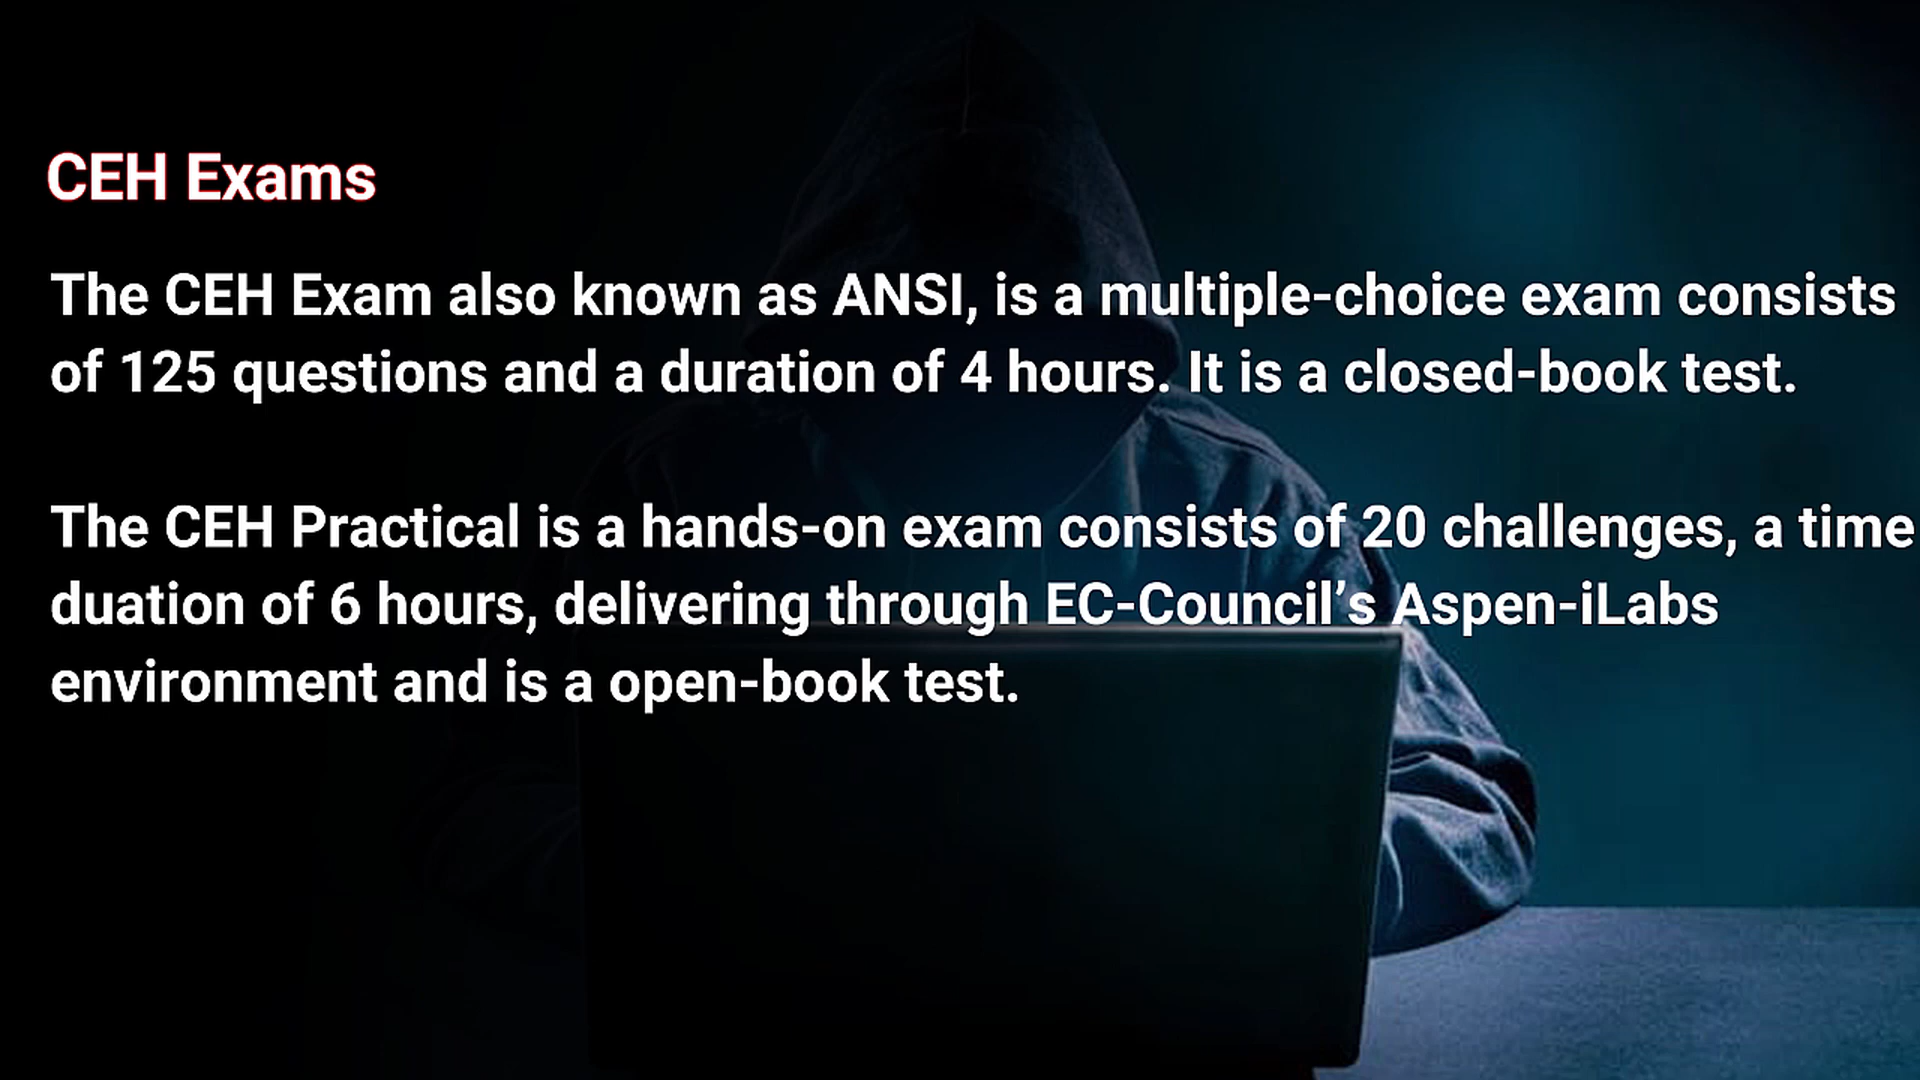 CEH Exams
The CEH Exam also known as ANSI, is a multiple-choice exam consists
of 125 questions and a duration of 4 hours. It is a closed-book test.
The CEH Practical is a hands-on exam consists of 20 challenges, a time
duation of 6 hours, delivering through EC-Council’s Aspen-iLabs
environment and is a open-book test.